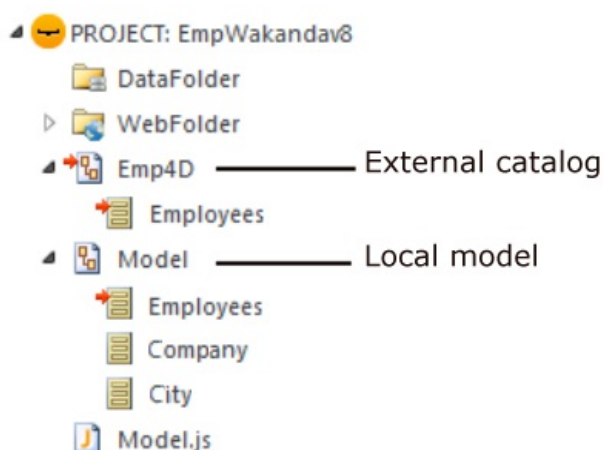 PROJECT: EmpWakandav8
DataFolder
WebFolder
Emp4D External catalog
Employees
Model Local model
Employees
Company
City
Model.js